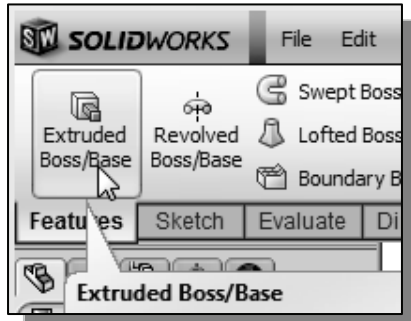 SW SOLIDWORKS File Edit
Extruded Boss/Base
Revolved Boss/Base
Swept Boss
Lofted Boss
Boundary B
Features Sketch Evaluate Di
Extruded Boss/Base